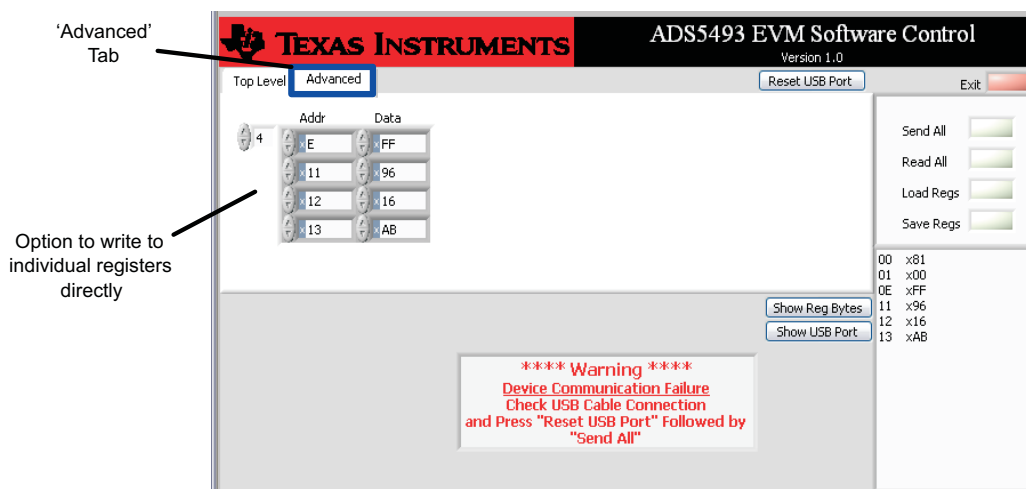 'Advanced'
Tab
TEXAS INSTRUMENTS
ADS5493 EVM Software Control
Version 1.0
Top Level
Advanced
Reset USB Port
Exit
Addr
Data
4
x E
x FF
x 11
x 96
x 12
x 16
x 13
x AB
Option to write to
individual registers
directly
Send All
Read All
Load Regs
Save Regs
00 x81
01 x00
0E xFF
11 x96
12 x16
13 xAB
Show Reg Bytes
Show USB Port
**** Warning ****
Device Communication Failure
Check USB Cable Connection
and Press "Reset USB Port" Followed by
"Send All"